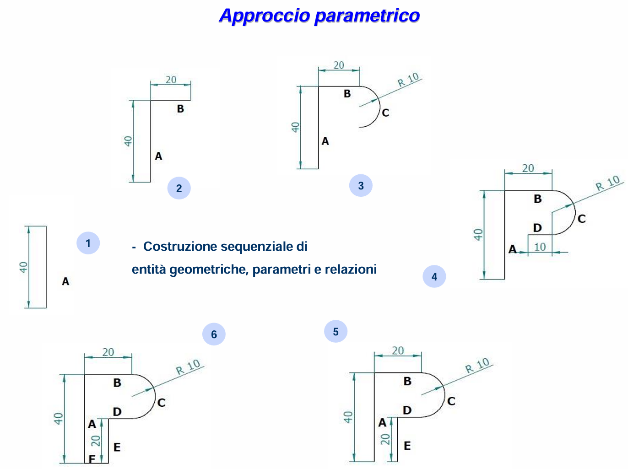 Approccio parametrico
20
B
40
A
2
20
R 10
B
C
40
A
3
20
R 10
B
C
D
40
A
10
4
1
40
A
- Costruzione sequenziale di
entità geometriche, parametri e relazioni
6
20
R 10
B
C
D
40
A
20
E
F
5
20
R 10
B
C
D
40
A
20
E